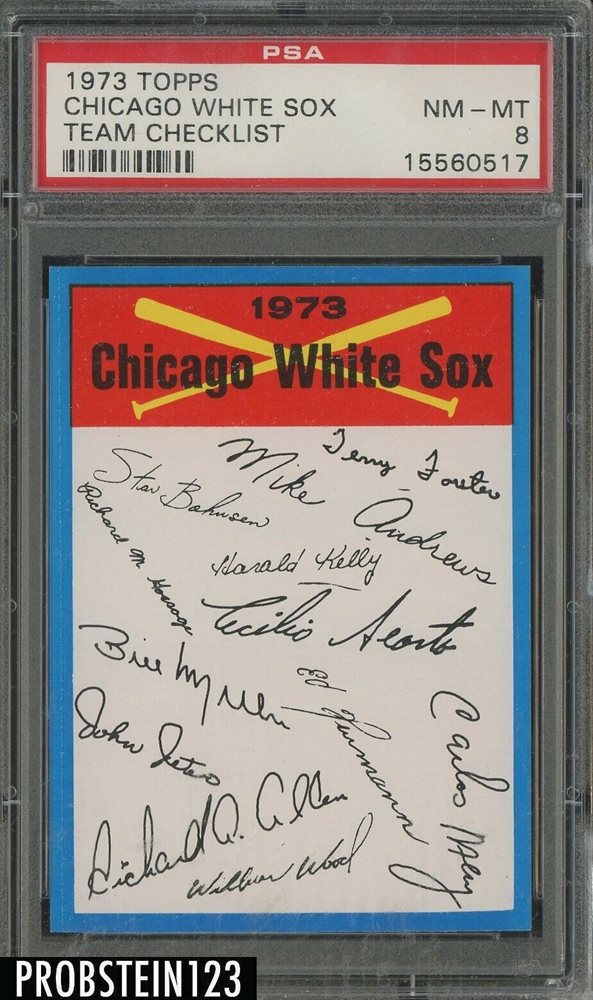 PSA
1973 TOPPS
CHICAGO WHITE SOX
NM - MT
TEAM CHECKLIST
8
15560517
1973
Chicago White Sox
Terry Forster
Mike Andrews
Stan Bahnsen
Richard M. Gossage
Harold Kelly
Cecilio Acosta
Bill Melton
Ed Herrmann
Carlos May
John Jeter
Richard A. Allen
Wilbur Wood
PROBSTEIN123